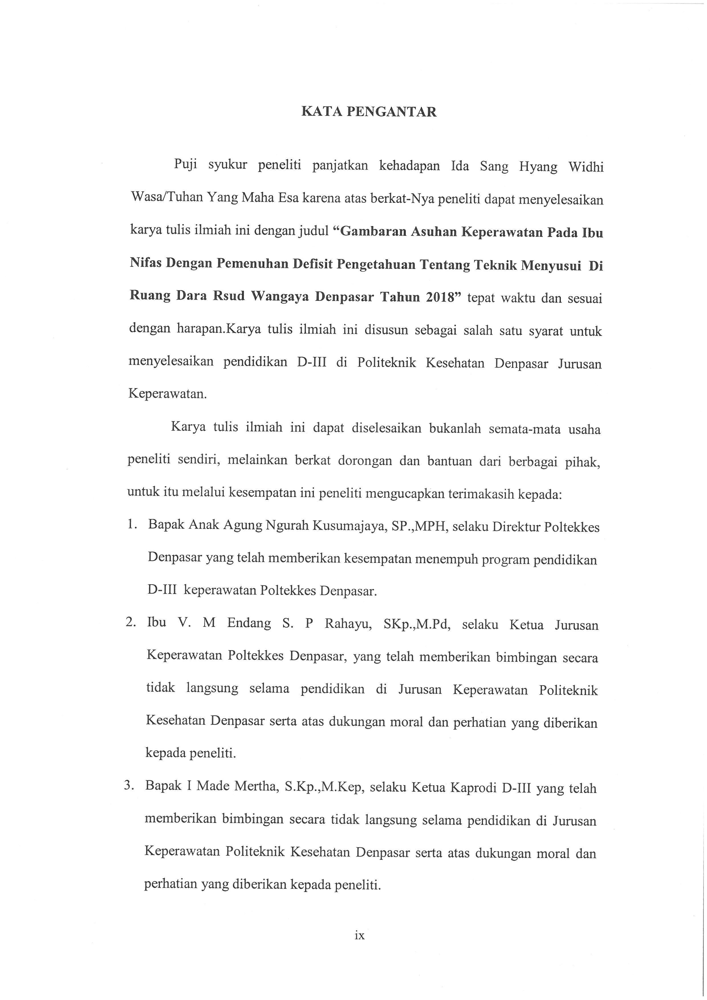 KATA PENGANTAR
Puji syukur peneliti panjatkan kehadapan Ida Sang Hyang Widhi
Wasa/Tuhan Yang Maha Esa karena atas berkat-Nya peneliti dapat menyelesaikan
karya tulis ilmiah ini dengan judul “Gambaran Asuhan Keperawatan Pada Ibu
Nifas Dengan Pemenuhan Defisit Pengetahuan Tentang Teknik Menyusui Di
Ruang Dara Rsud Wangaya Denpasar Tahun 2018” tepat waktu dan sesuai
dengan harapan.Karya tulis ilmiah ini disusun sebagai salah satu syarat untuk
menyelesaikan pendidikan D-III di Politeknik Kesehatan Denpasar Jurusan
Keperawatan.
Karya tulis ilmiah ini dapat diselesaikan bukanlah semata-mata usaha
peneliti sendiri, melainkan berkat dorongan dan bantuan dari berbagai pihak,
untuk itu melalui kesempatan ini peneliti mengucapkan terimakasih kepada:
1. Bapak Anak Agung Ngurah Kusumajaya, SP.,MPH, selaku Direktur Poltekkes
Denpasar yang telah memberikan kesempatan menempuh program pendidikan
D-III keperawatan Poltekkes Denpasar.
2. Ibu V. M Endang S. P Rahayu, SKp.,M.Pd, selaku Ketua Jurusan
Keperawatan Poltekkes Denpasar, yang telah memberikan bimbingan secara
tidak langsung selama pendidikan di Jurusan Keperawatan Politeknik
Kesehatan Denpasar serta atas dukungan moral dan perhatian yang diberikan
kepada peneliti.
3. Bapak I Made Mertha, S.Kp.,M.Kep, selaku Ketua Kaprodi D-III yang telah
memberikan bimbingan secara tidak langsung selama pendidikan di Jurusan
Keperawatan Politeknik Kesehatan Denpasar serta atas dukungan moral dan
perhatian yang diberikan kepada peneliti.
ix